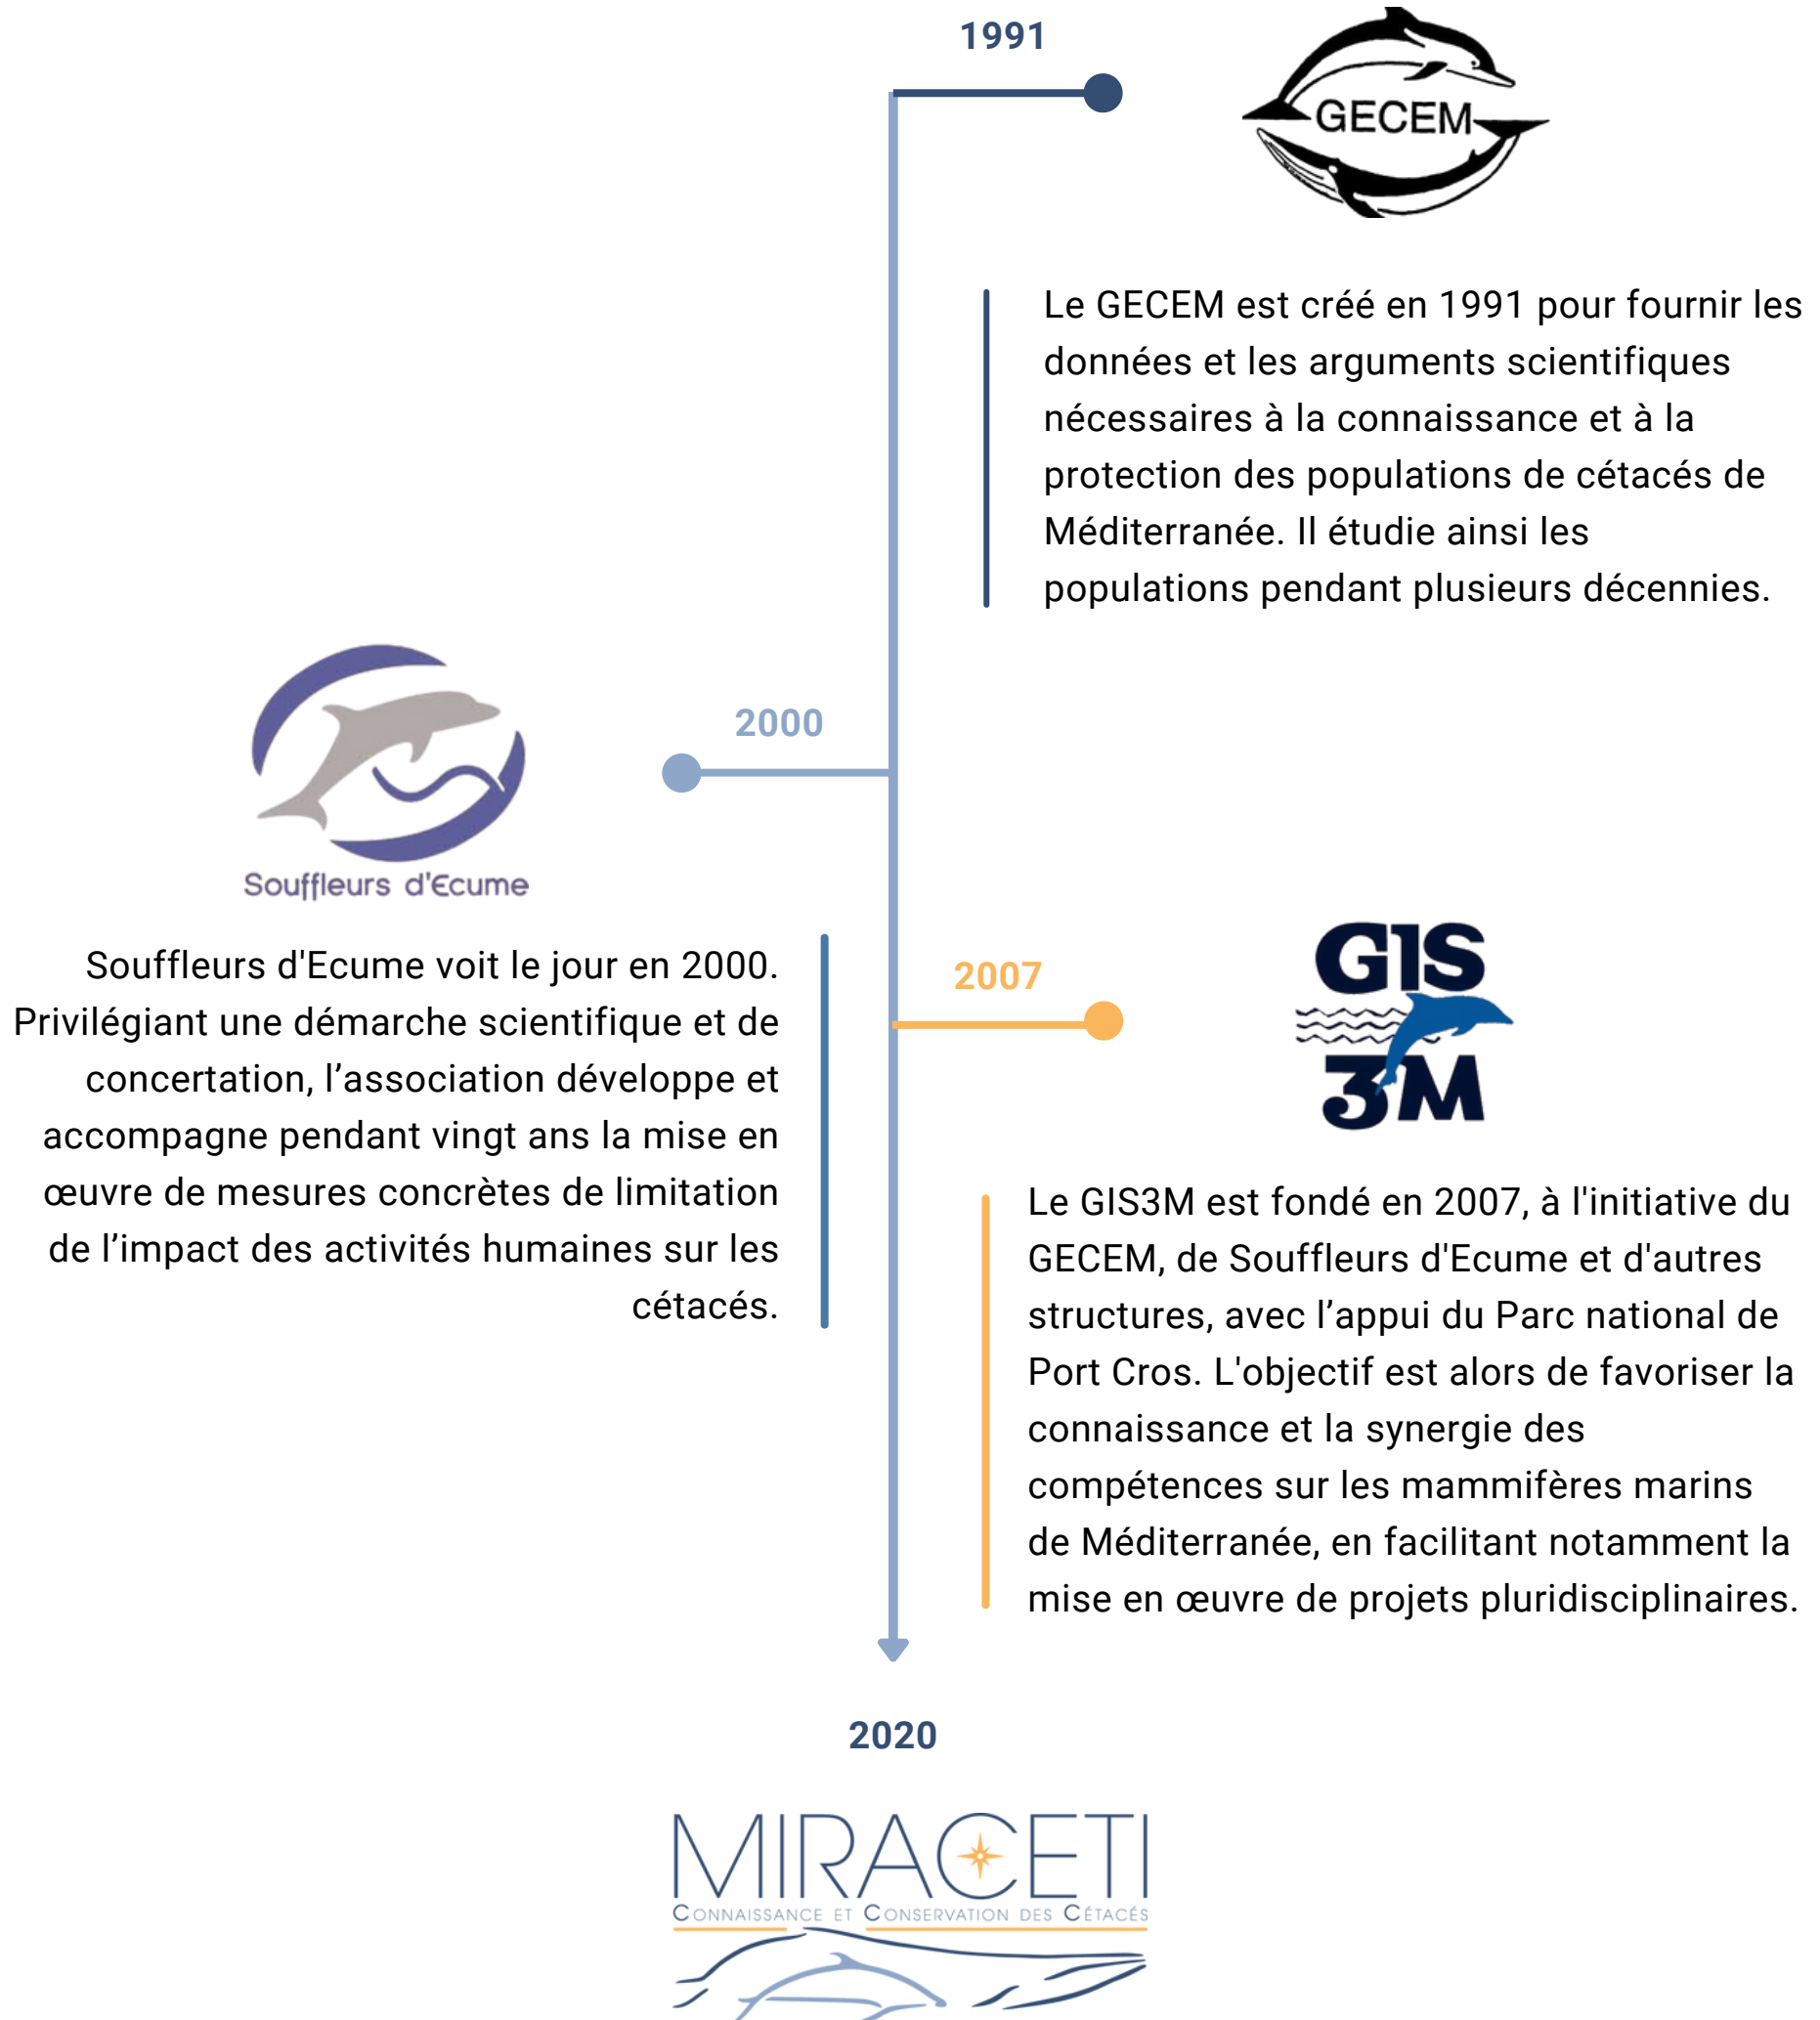 1991
GECEM
Le GECEM est créé en 1991 pour fournir les
données et les arguments scientifiques
nécessaires à la connaissance et à la
protection des populations de cétacés de
Méditerranée. Il étudie ainsi les
populations pendant plusieurs décennies.
2000
Souffleurs d'Ecume
Souffleurs d'Ecume voit le jour en 2000.
Privilégiant une démarche scientifique et de
concertation, l’association développe et
accompagne pendant vingt ans la mise en
œuvre de mesures concrètes de limitation
de l’impact des activités humaines sur les
cétacés.
2007
GIS
3M
Le GIS3M est fondé en 2007, à l'initiative du
GECEM, de Souffleurs d'Ecume et d'autres
structures, avec l’appui du Parc national de
Port Cros. L'objectif est alors de favoriser la
connaissance et la synergie des
compétences sur les mammifères marins
de Méditerranée, en facilitant notamment la
mise en œuvre de projets pluridisciplinaires.
2020
MIRACETI
CONNAISSANCE ET CONSERVATION DES CÉTACÉS